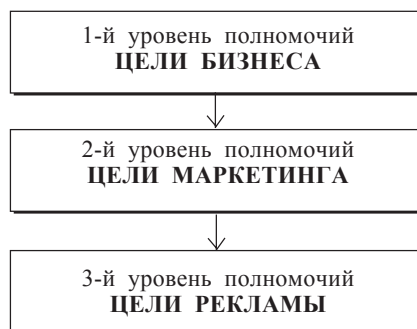 1-й уровень полномочий
ЦЕЛИ БИЗНЕСА
2-й уровень полномочий
ЦЕЛИ МАРКЕТИНГА
3-й уровень полномочий
ЦЕЛИ РЕКЛАМЫ